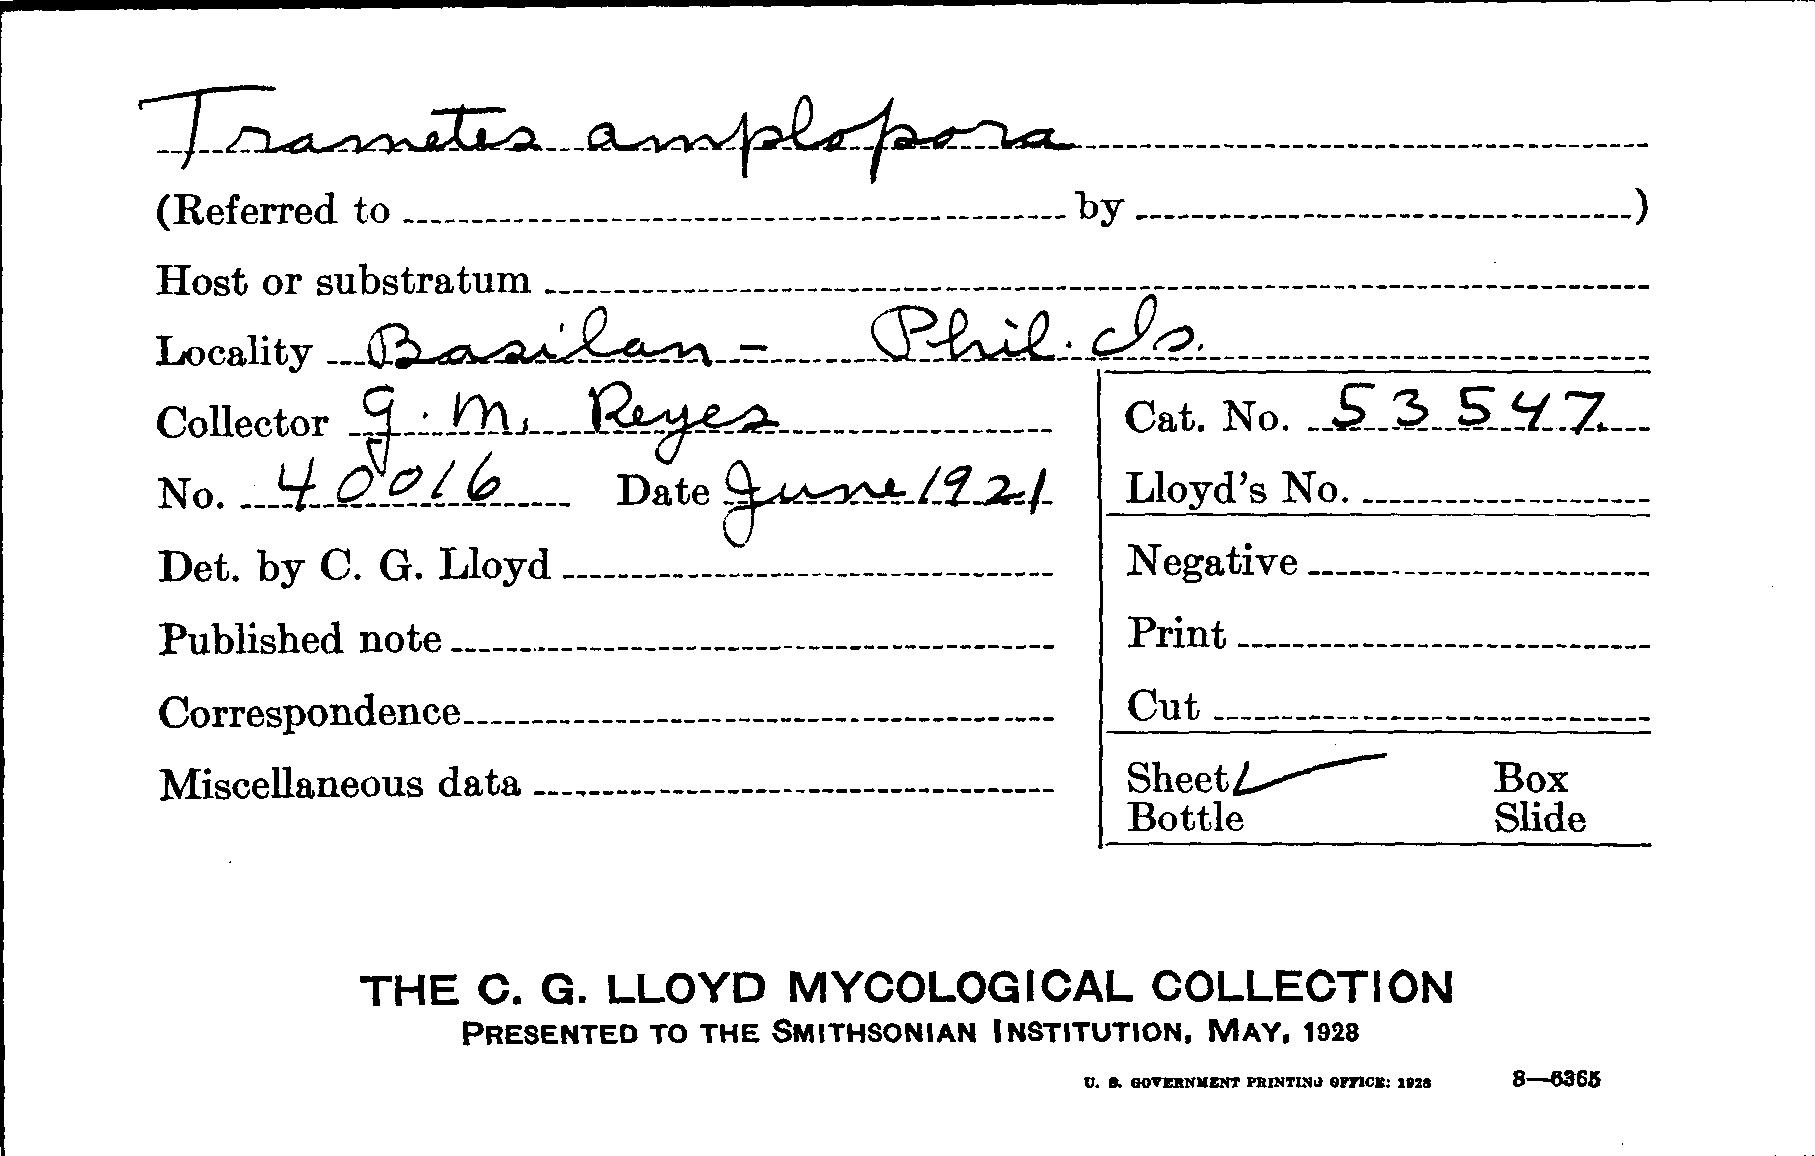 Trametes amplopora
(Referred to by )
Host or substratum
Locality Basilan - Phil. Is.
Collector G. M. Reyes
Cat. No. 53547.
No. 40016 Date June 1921
Lloyd's No.
Det. by C. G. Lloyd
Negative
Published note
Print
Correspondence
Cut
Miscellaneous data
Sheet Box
Bottle Slide
THE C. G. LLOYD MYCOLOGICAL COLLECTION
PRESENTED TO THE SMITHSONIAN INSTITUTION, MAY, 1928
U. S. GOVERNMENT PRINTING OFFICE: 1928 8—6365